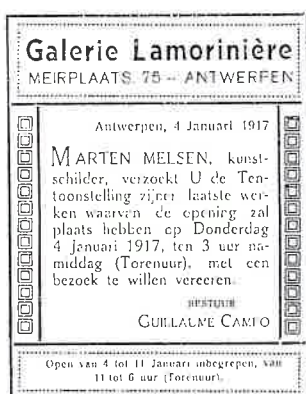 Galerie Lamorinière
MEIRPLAATS. 75 – ANTWERPEN
Antwerpen, 4 Januari 1917
MARTEN MELSEN, kunst-
schilder, verzoekt U de Ten-
toonstelling zijner laatste wer-
ken waarvan de opening zal
plaats hebben op Donderdag
4 januari 1917, ten 3 uur na-
middag (Torenuur), met een
bezoek te willen vereeren.
BESTUUR
GUILLAUME CAMPO
Open van 4 tot 11 Januari inbegrepen, van
11 tot 6 uur (Torenuur).